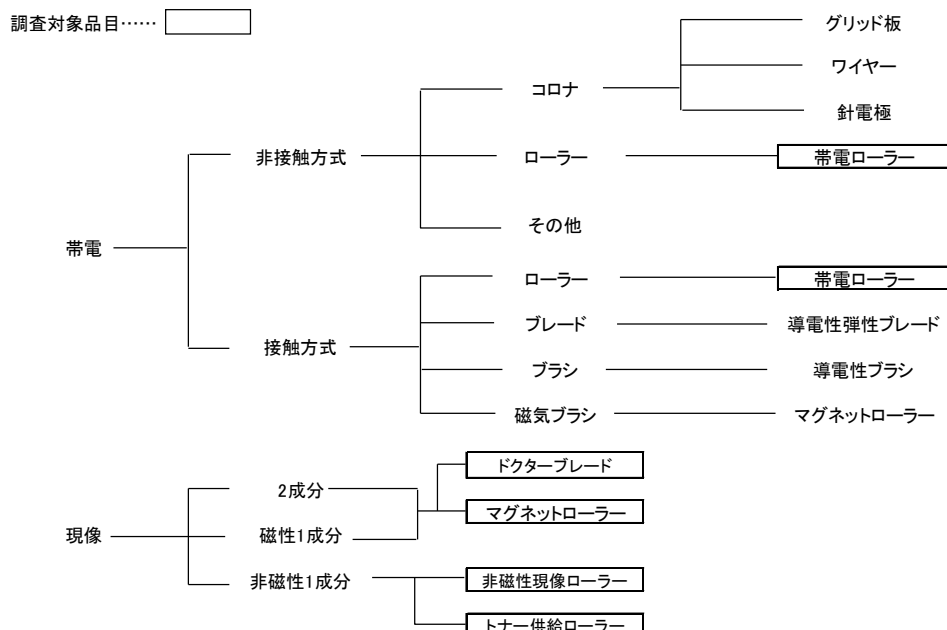 調査対象品目……
グリッド板
コロナ
ワイヤー
針電極
非接触方式
ローラー
帯電ローラー
その他
帯電
ローラー
帯電ローラー
ブレード
導電性弾性ブレード
接触方式
ブラシ
導電性ブラシ
磁気ブラシ
マグネットローラー
ドクターブレード
2成分
マグネットローラー
現像
磁性1成分
非磁性1成分
非磁性現像ローラー
トナー供給ローラー